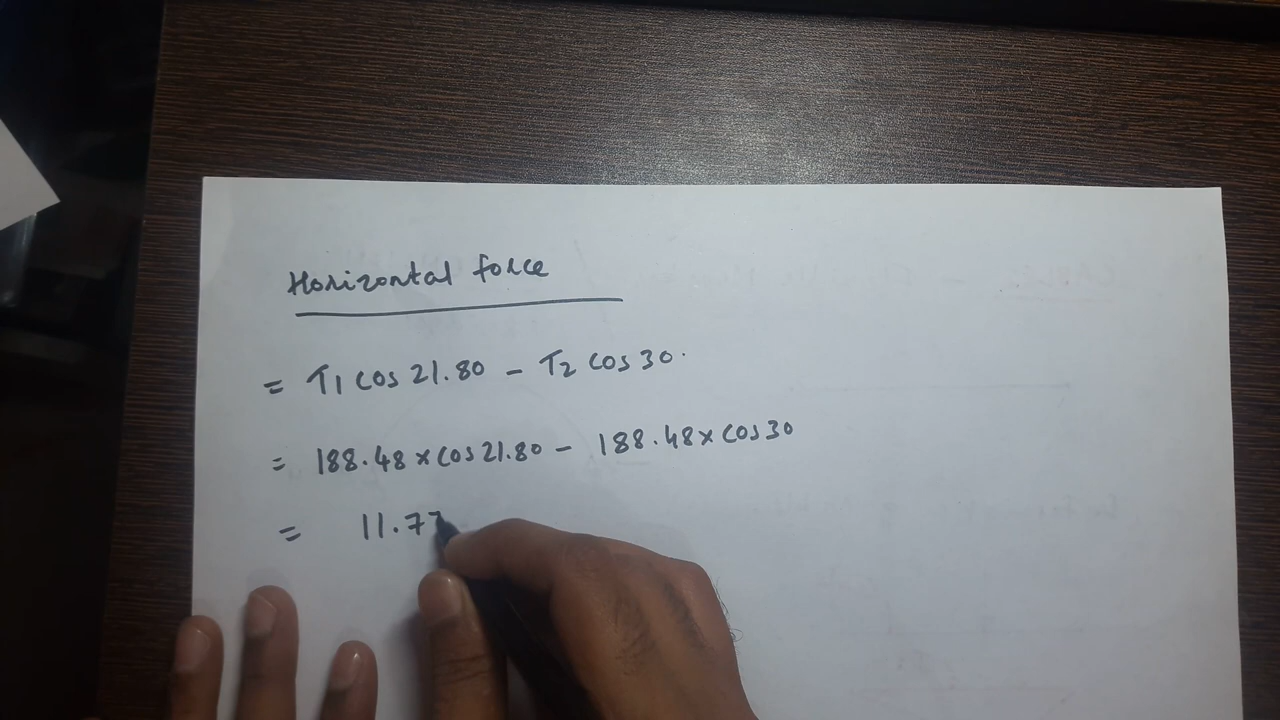 Horizontal force
= T1 cos 21.80 - T2 cos 30.
= 188.48 x cos 21.80 - 188.48 x cos 30
= 11.77